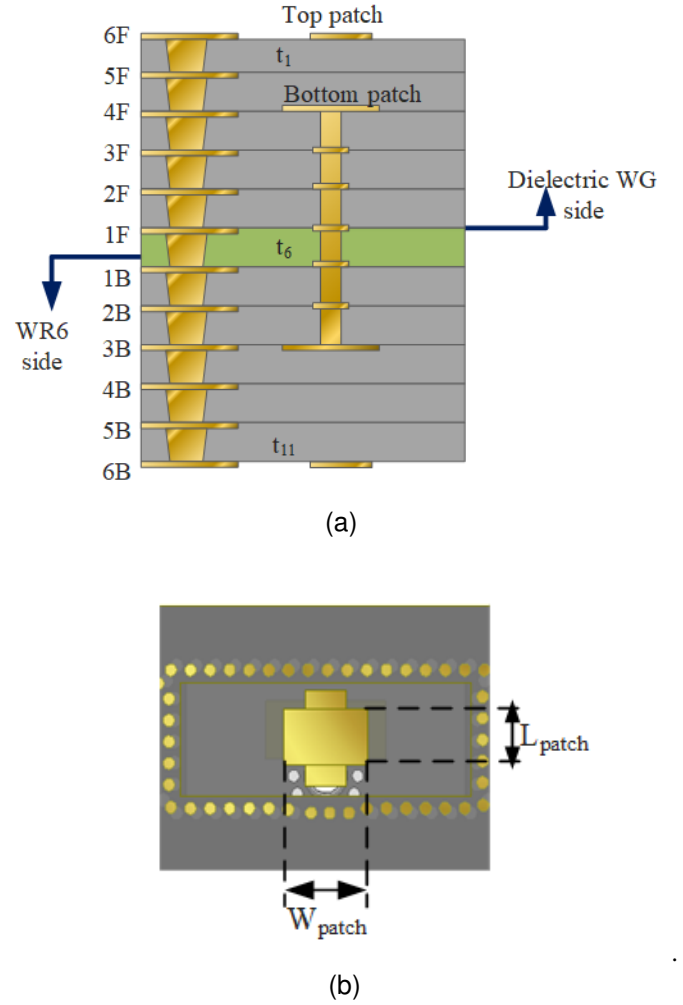 Top patch
6F
t1
5F
Bottom patch
4F
3F
2F
Dielectric WG
side
1F
t6
1B
2B
WR6
side
3B
4B
5B
t11
6B
(a)
Lpatch
Wpatch
.
(b)